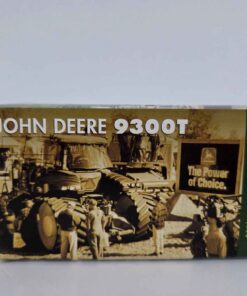 JOHN DEERE 9300T
The Power
of Choice.